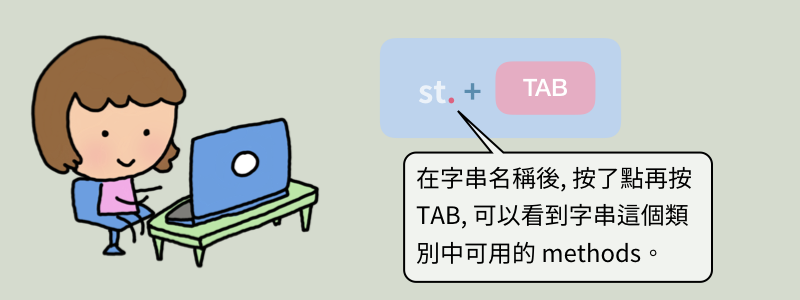 st. + TAB
在字串名稱後, 按了點再按
TAB, 可以看到字串這個類
別中可用的 methods。